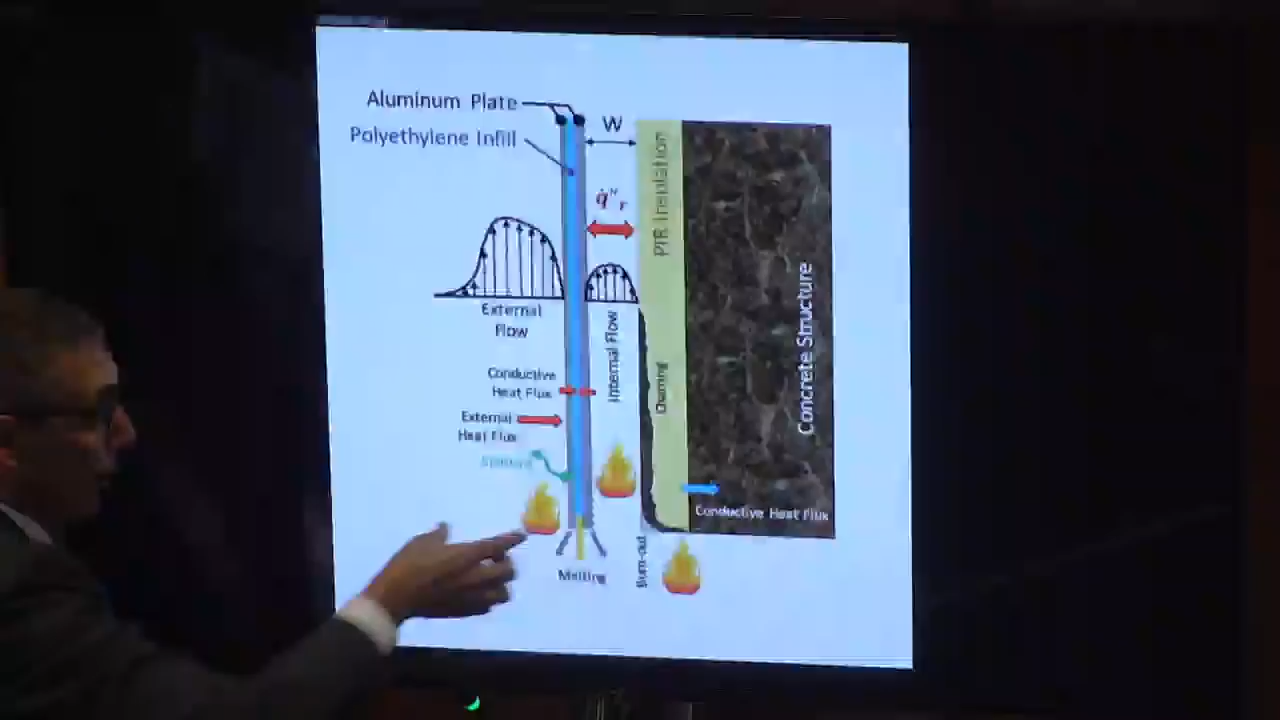 Aluminum Plate
Polyethylene Infill
W
q̇"r
PIR Insulation
External
Flow
Internal Flow
Conductive
Heat Flux
External
Heat Flux
Charring
Concrete Structure
Conductive Heat Flux
Melting
Burn-out